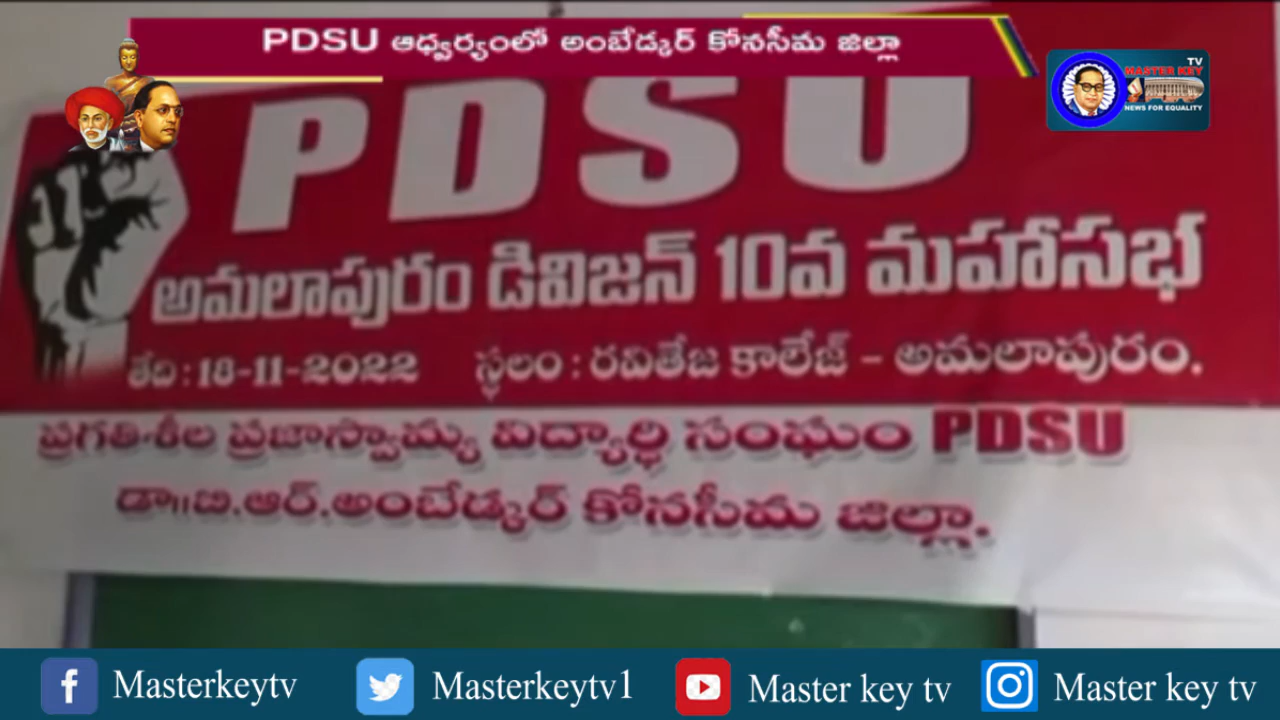 PDSU ఆధ్వర్యంలో అంబేడ్కర్ కోనసీమ జిల్లా
TV
MASTER KEY
NEWS FOR EQUALITY
PDSU
అమలాపురం డివిజన్ 10వ మహాసభ
తేది : 18-11-2022 స్థలం : రవితేజ కాలేజ్ - అమలాపురం.
ప్రగతి-శీల ప్రజాస్వామ్య విద్యార్థి సంఘం PDSU
డా౹౹బి.ఆర్.అంబేడ్కర్ కోనసీమ జిల్లా.
Masterkeytv Masterkeytv1 Master key tv Master key tv